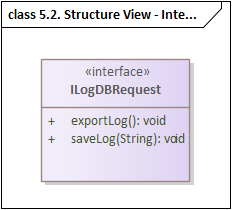 class 5.2. Structure View - Inte...
«interface»
ILogDBRequest
+ exportLog(): void
+ saveLog(String): void